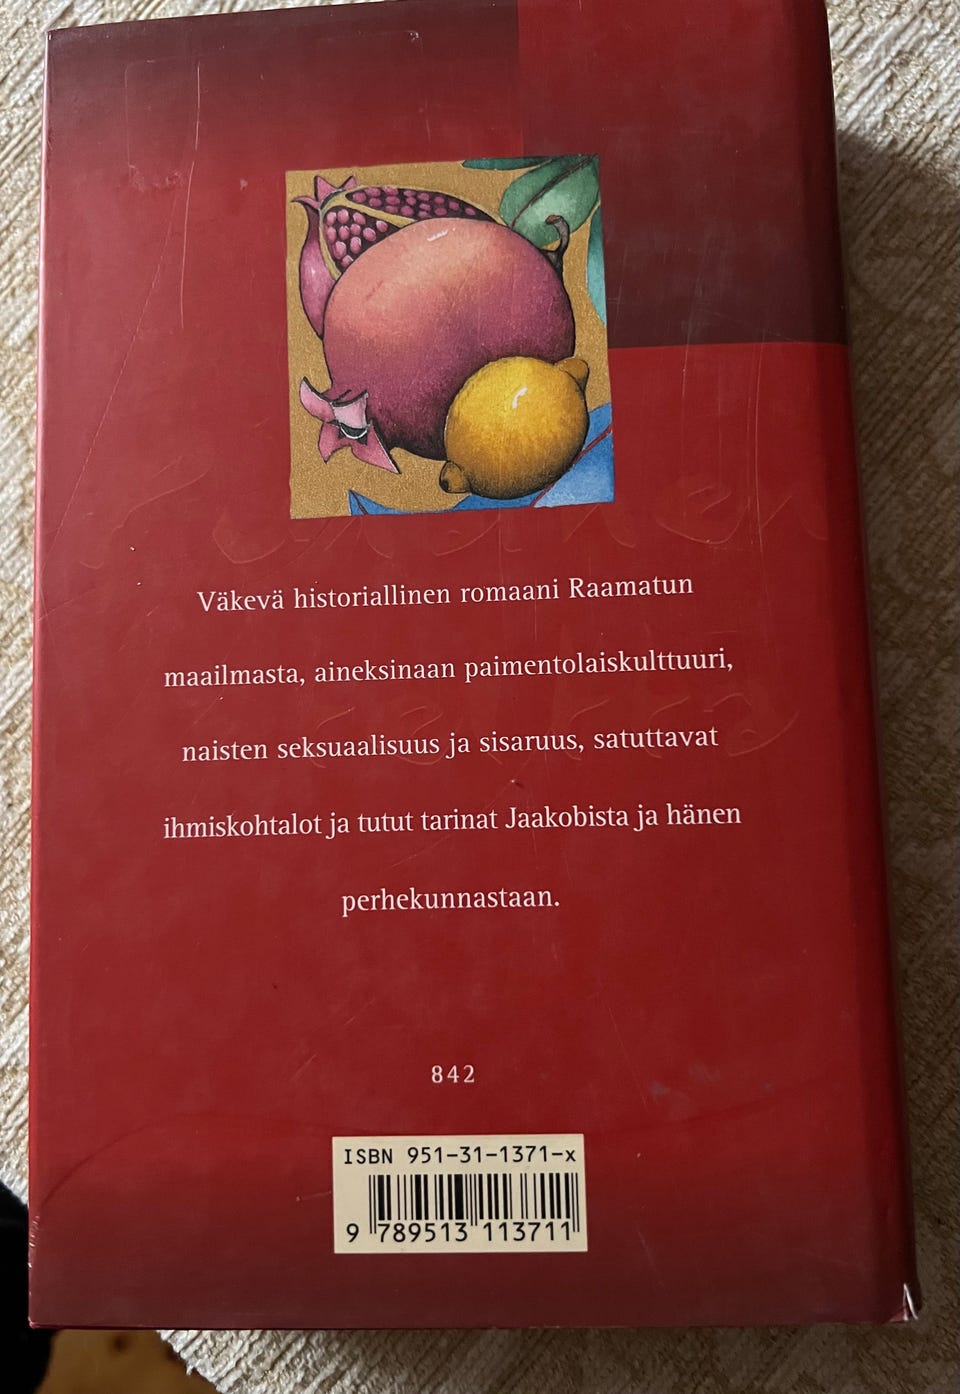 Väkevä historiallinen romaani Raamatun
maailmasta, aineksinaan paimentolaiskulttuuri,
naisten seksuaalisuus ja sisaruus, satuttavat
ihmiskohtalot ja tutut tarinat Jaakobista ja hänen
perhekunnastaan.
842
ISBN 951-31-1371-x
9 789513 113711